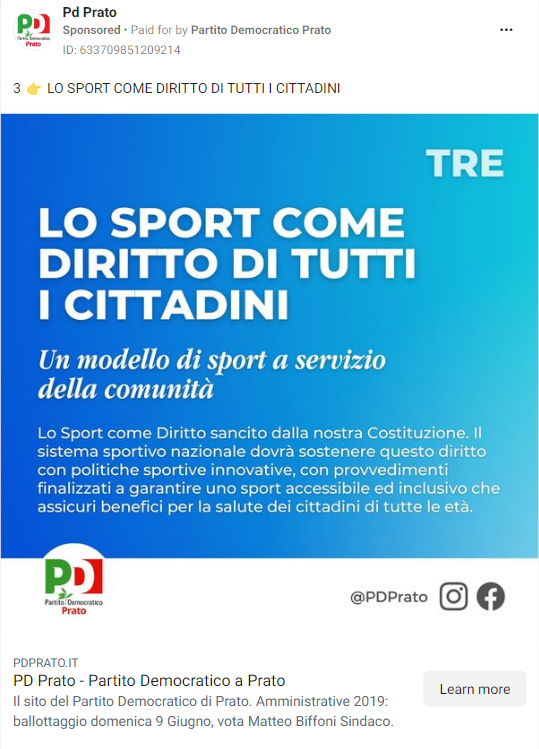 Pd Prato
Sponsored • Paid for by Partito Democratico Prato
ID: 633709851209214
3 👉 LO SPORT COME DIRITTO DI TUTTI I CITTADINI
TRE
LO SPORT COME
DIRITTO DI TUTTI
I CITTADINI
Un modello di sport a servizio
della comunità
Lo Sport come Diritto sancito dalla nostra Costituzione. Il
sistema sportivo nazionale dovrà sostenere questo diritto
con politiche sportive innovative, con provvedimenti
finalizzati a garantire uno sport accessibile ed inclusivo che
assicuri benefici per la salute dei cittadini di tutte le età.
PD
Partito Democratico
Prato
@PDPrato
PDPRATO.IT
PD Prato - Partito Democratico a Prato
Il sito del Partito Democratico di Prato. Amministrative 2019:
ballottaggio domenica 9 Giugno, vota Matteo Biffoni Sindaco.
Learn more